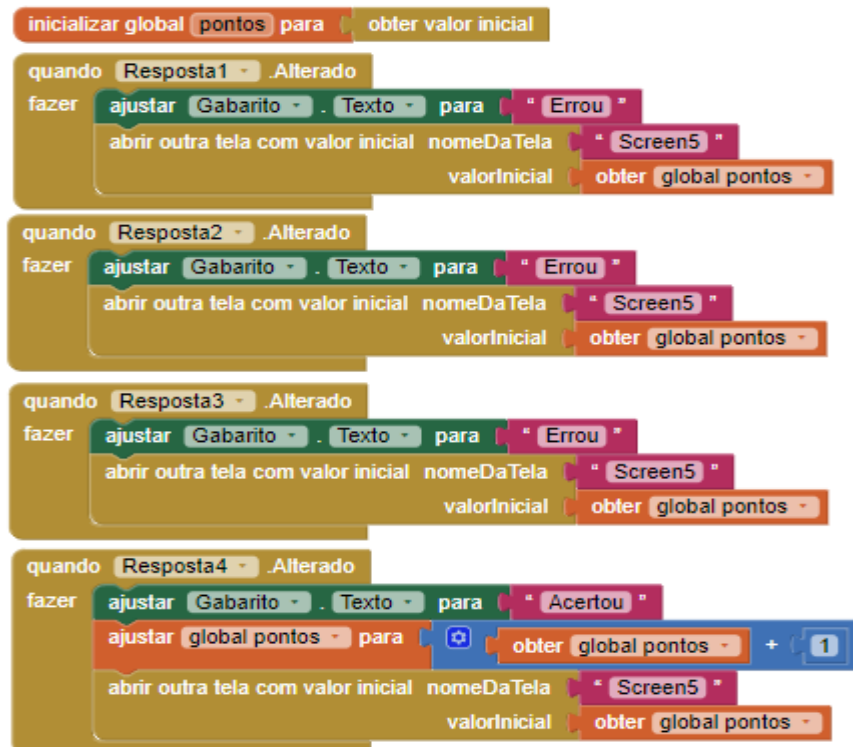 inicializar global pontos para obter valor inicial
quando Resposta1 .Alterado
fazer ajustar Gabarito . Texto para " Errou "
abrir outra tela com valor inicial nomeDaTela " Screen5 "
valorInicial obter global pontos
quando Resposta2 .Alterado
fazer ajustar Gabarito . Texto para " Errou "
abrir outra tela com valor inicial nomeDaTela " Screen5 "
valorInicial obter global pontos
quando Resposta3 .Alterado
fazer ajustar Gabarito . Texto para " Errou "
abrir outra tela com valor inicial nomeDaTela " Screen5 "
valorInicial obter global pontos
quando Resposta4 .Alterado
fazer ajustar Gabarito . Texto para " Acertou "
ajustar global pontos para obter global pontos + 1
abrir outra tela com valor inicial nomeDaTela " Screen5 "
valorInicial obter global pontos